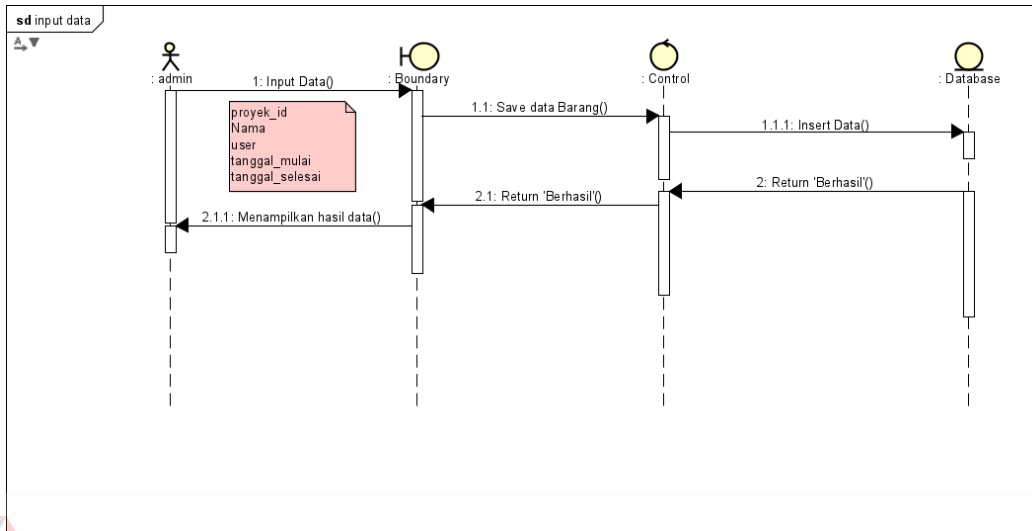 sd input data
A
: admin
: Boundary
: Control
: Database
1: Input Data()
1.1: Save data Barang()
proyek_id
Nama
user
tanggal_mulai
tanggal_selesai
1.1.1: Insert Data()
2: Return 'Berhasil'()
2.1: Return 'Berhasil'()
2.1.1: Menampilkan hasil data()